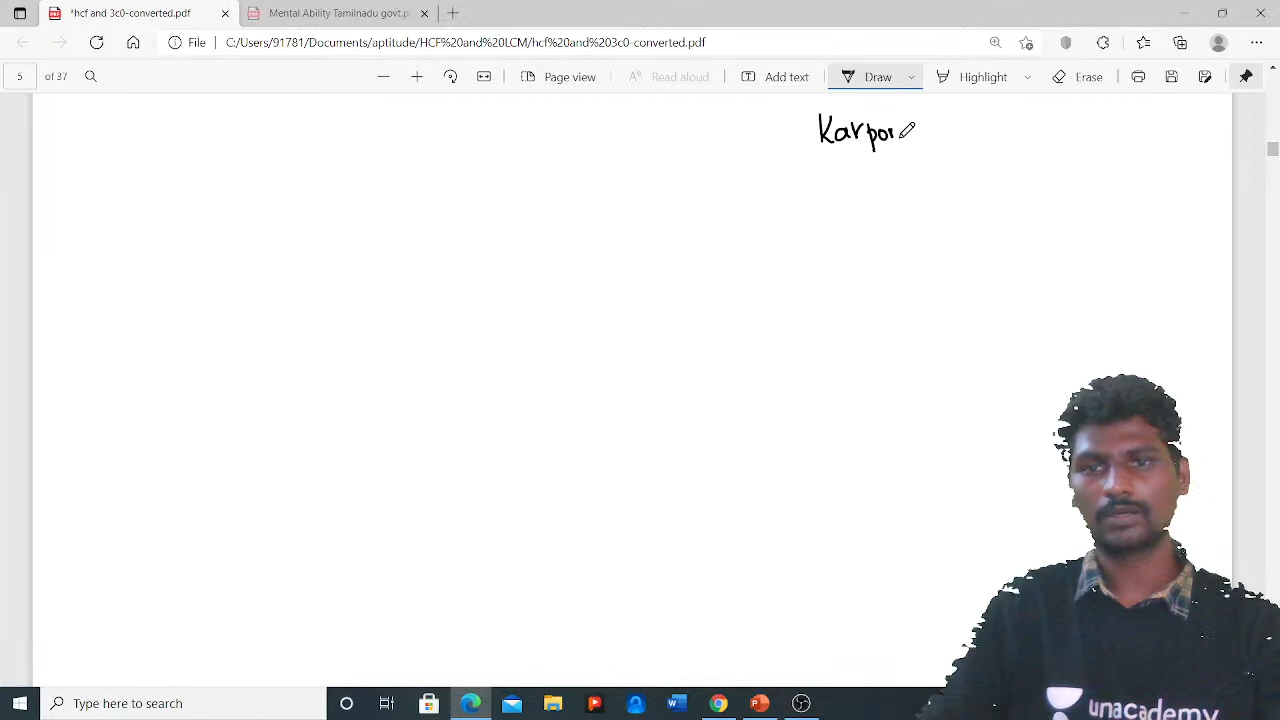 *hcf and 3c0-converted.pdf
Mental Ability Tamilnadu govt.p
File
C:/Users/91781/Documents/aptitude/HCF%20and%20LCM/hcf%20and%203c0-converted.pdf
5 of 37
Page view
Read aloud
Add text
Draw
Highlight
Erase
Karpor
unacademy
Type here to search